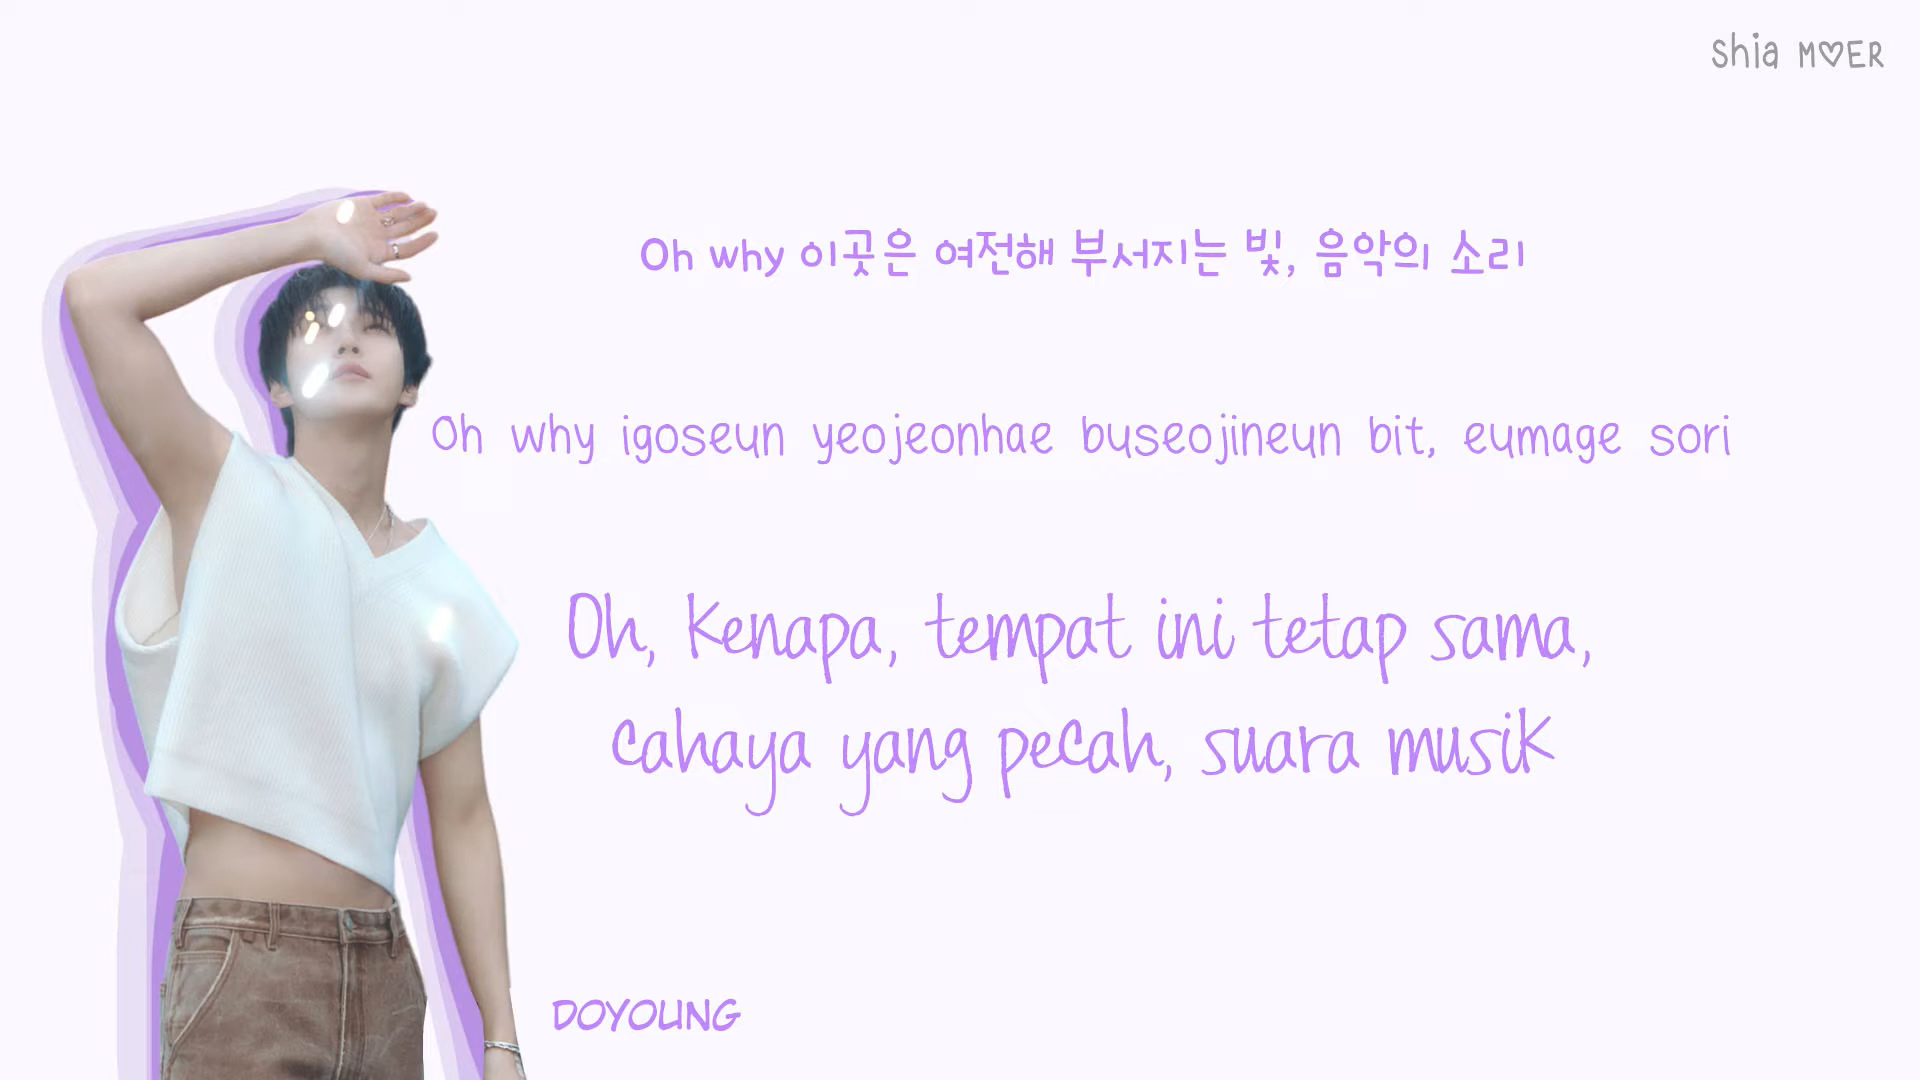 Shia M♡ER
Oh why 이곳은 여전해 부서지는 빛, 음악의 소리
Oh why igoseun yeojeonhae buseojineun bit, eumage sori
Oh, kenapa, tempat ini tetap sama,
cahaya yang pecah, suara musik
DOYOUNG